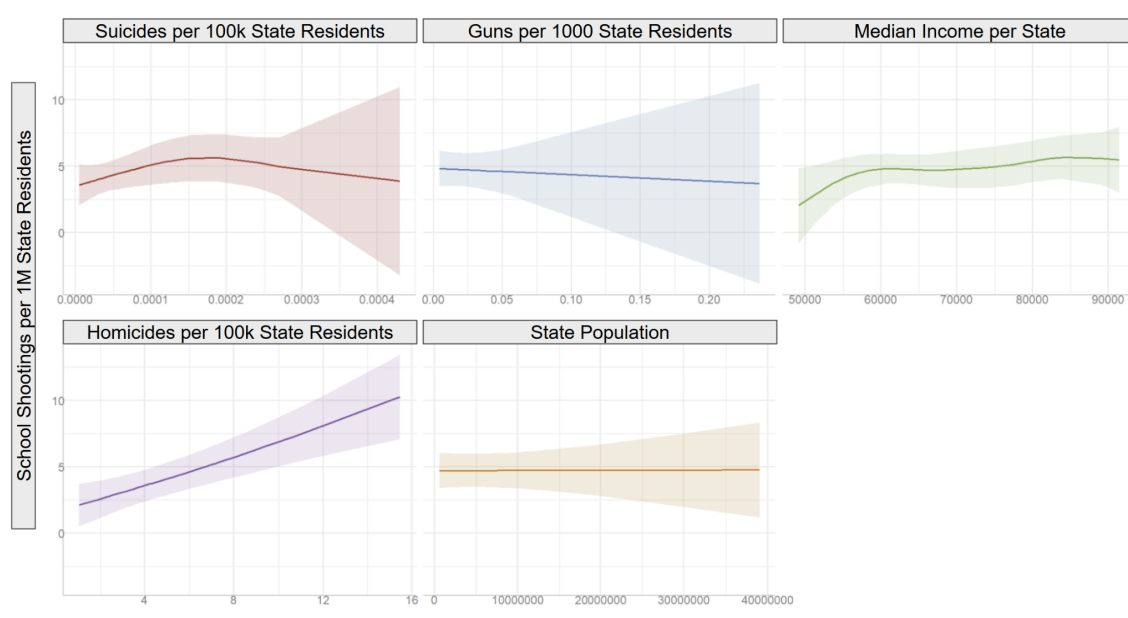 Suicides per 100k State Residents
Guns per 1000 State Residents
Median Income per State
School Shootings per 1M State Residents
10
5
0
0.0000 0.0001 0.0002 0.0003 0.0004
0.00 0.05 0.10 0.15 0.20
50000 60000 70000 80000 90000
Homicides per 100k State Residents
State Population
10
5
0
4 8 12 16
0 10000000 20000000 30000000 40000000